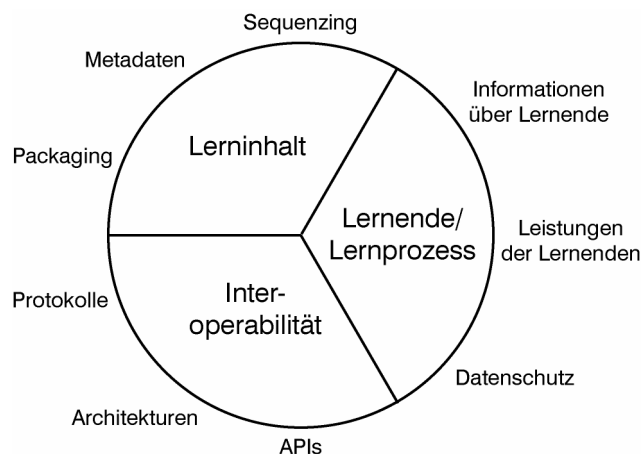 Sequenzing
Metadaten
Informationen
über Lernende
Packaging
Lerninhalt
Lernende/
Lernprozess
Leistungen
der Lernenden
Inter-
operabilität
Protokolle
Datenschutz
Architekturen
APIs